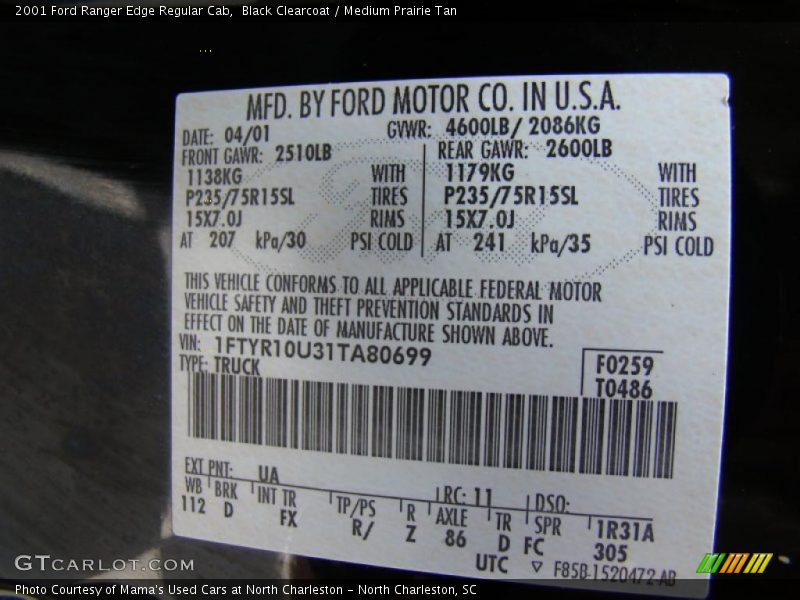 2001 Ford Ranger Edge Regular Cab,  Black Clearcoat / Medium Prairie Tan
MFD. BY FORD MOTOR CO. IN U.S.A.
DATE: 04/01 GVWR: 4600LB/ 2086KG
FRONT GAWR: 2510LB REAR GAWR: 2600LB
1138KG WITH 1179KG WITH
P235/75R15SL TIRES P235/75R15SL TIRES
15X7.0J RIMS 15X7.0J RIMS
AT 207 kPa/30 PSI COLD AT 241 kPa/35 PSI COLD
THIS VEHICLE CONFORMS TO ALL APPLICABLE FEDERAL MOTOR
VEHICLE SAFETY AND THEFT PREVENTION STANDARDS IN
EFFECT ON THE DATE OF MANUFACTURE SHOWN ABOVE.
VIN: 1FTYR10U31TA80699
TYPE: TRUCK
F0259
T0486
EXT PNT: UA RC: 11 DSO:
WB BRK INT TR TP/PS R AXLE TR SPR 1R31A
112 D FX R/ Z 86 D FC 305
UTC ▽ F85B-1520472-AB
GTCARLOT.COM
Photo Courtesy of Mama's Used Cars at North Charleston - North Charleston, SC